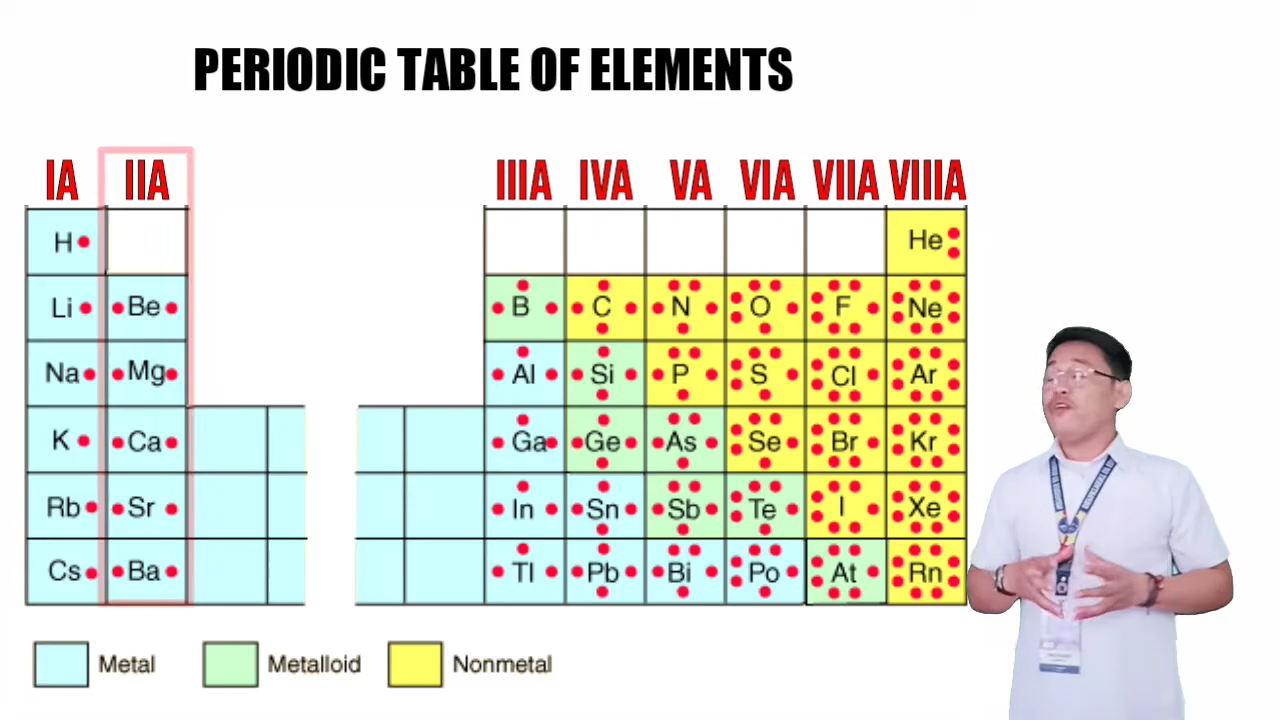 PERIODIC TABLE OF ELEMENTS
IA IIA IIIA IVA VA VIA VIIA VIIIA
H He
Li Be B C N O F Ne
Na Mg Al Si P S Cl Ar
K Ca Ga Ge As Se Br Kr
Rb Sr In Sn Sb Te I Xe
Cs Ba Tl Pb Bi Po At Rn
Metal Metalloid Nonmetal